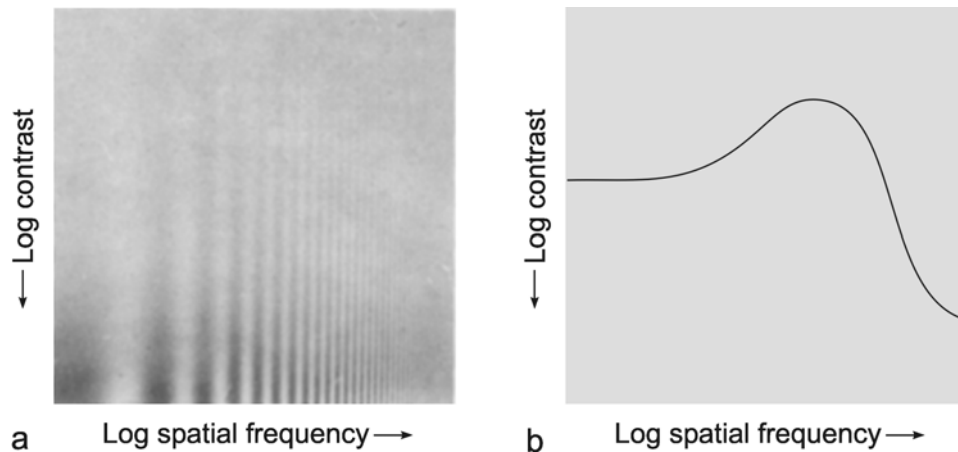 Log contrast
Log spatial frequency
a
Log contrast
Log spatial frequency
b